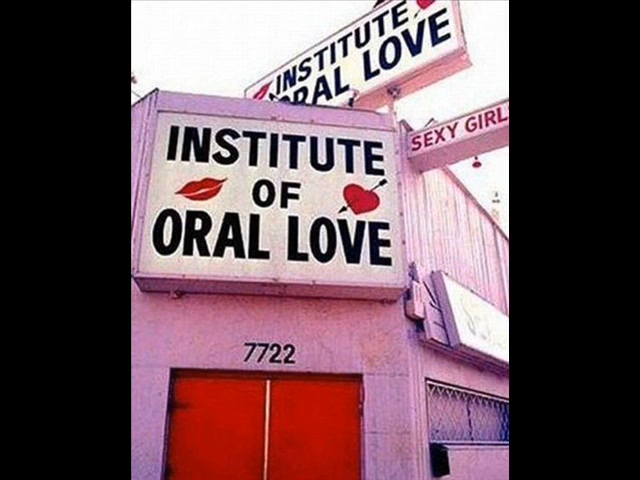 INSTITUTE
ORAL LOVE
INSTITUTE
OF
ORAL LOVE
SEXY GIRL
7722